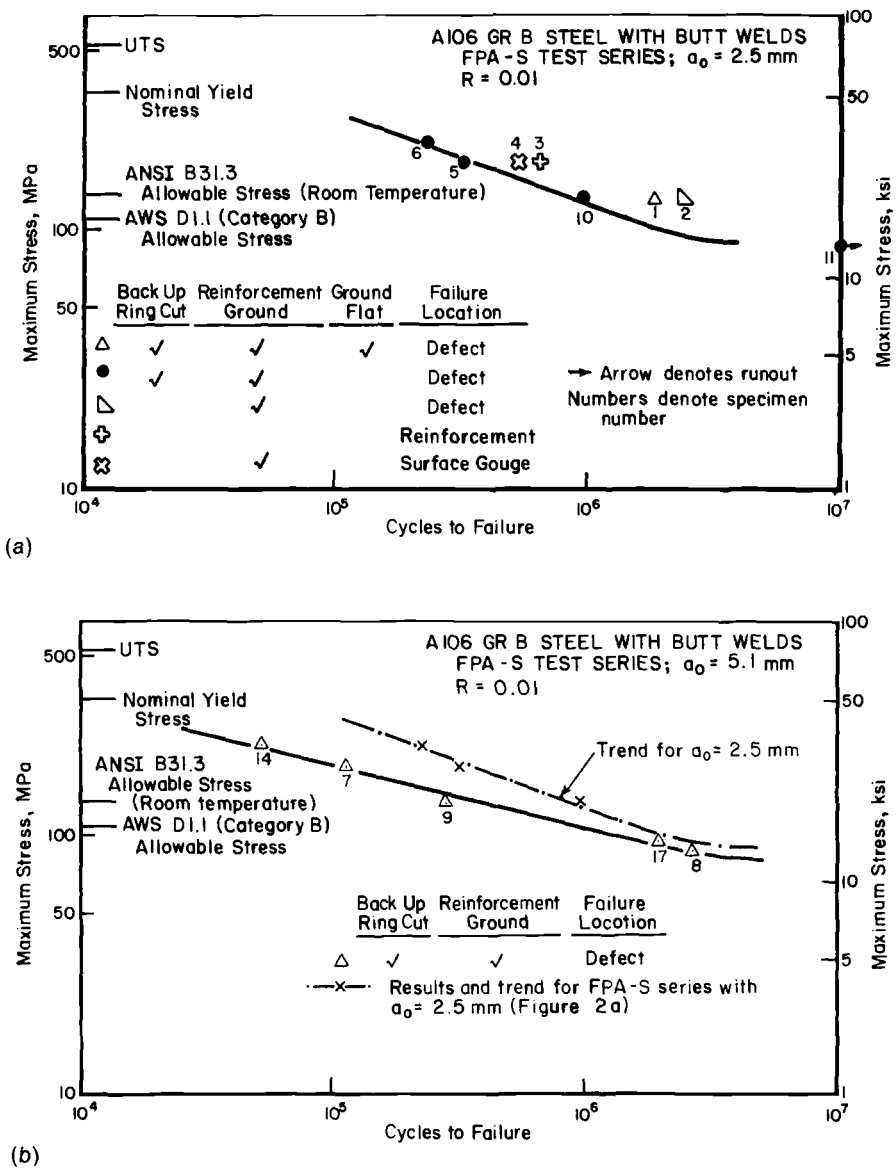 A106 GR B STEEL WITH BUTT WELDS
FPA-S TEST SERIES; a₀ = 2.5 mm
R = 0.01
500
UTS
Nominal Yield
Stress
ANSI B31.3
Allowable Stress (Room Temperature)
AWS D1.1 (Category B)
Allowable Stress
100
50
10
Maximum Stress, MPa
6
5
4
3
10
1
2
11
100
50
10
5
1
Maximum Stress, ksi
Back Up Reinforcement Ground Failure
Ring Cut Ground Flat Location
△ ✓ ✓ ✓ Defect
● ✓ ✓ Defect
✓ Defect
Reinforcement
✓ Surface Gouge
→ Arrow denotes runout
Numbers denote specimen
number
10⁴ 10⁵ 10⁶ 10⁷
Cycles to Failure
(a)
A106 GR B STEEL WITH BUTT WELDS
FPA-S TEST SERIES; a₀ = 5.1 mm
R = 0.01
500
UTS
Nominal Yield
Stress
ANSI B31.3
Allowable Stress
(Room temperature)
AWS D1.1 (Category B)
Allowable Stress
100
50
10
Maximum Stress, MPa
Trend for a₀ = 2.5 mm
14
7
9
17
8
100
50
10
5
1
Maximum Stress, ksi
Back Up Reinforcement Failure
Ring Cut Ground Locotion
△ ✓ ✓ Defect
Results and trend for FPA-S series with
a₀ = 2.5 mm (Figure 2a)
10⁴ 10⁵ 10⁶ 10⁷
Cycles to Failure
(b)